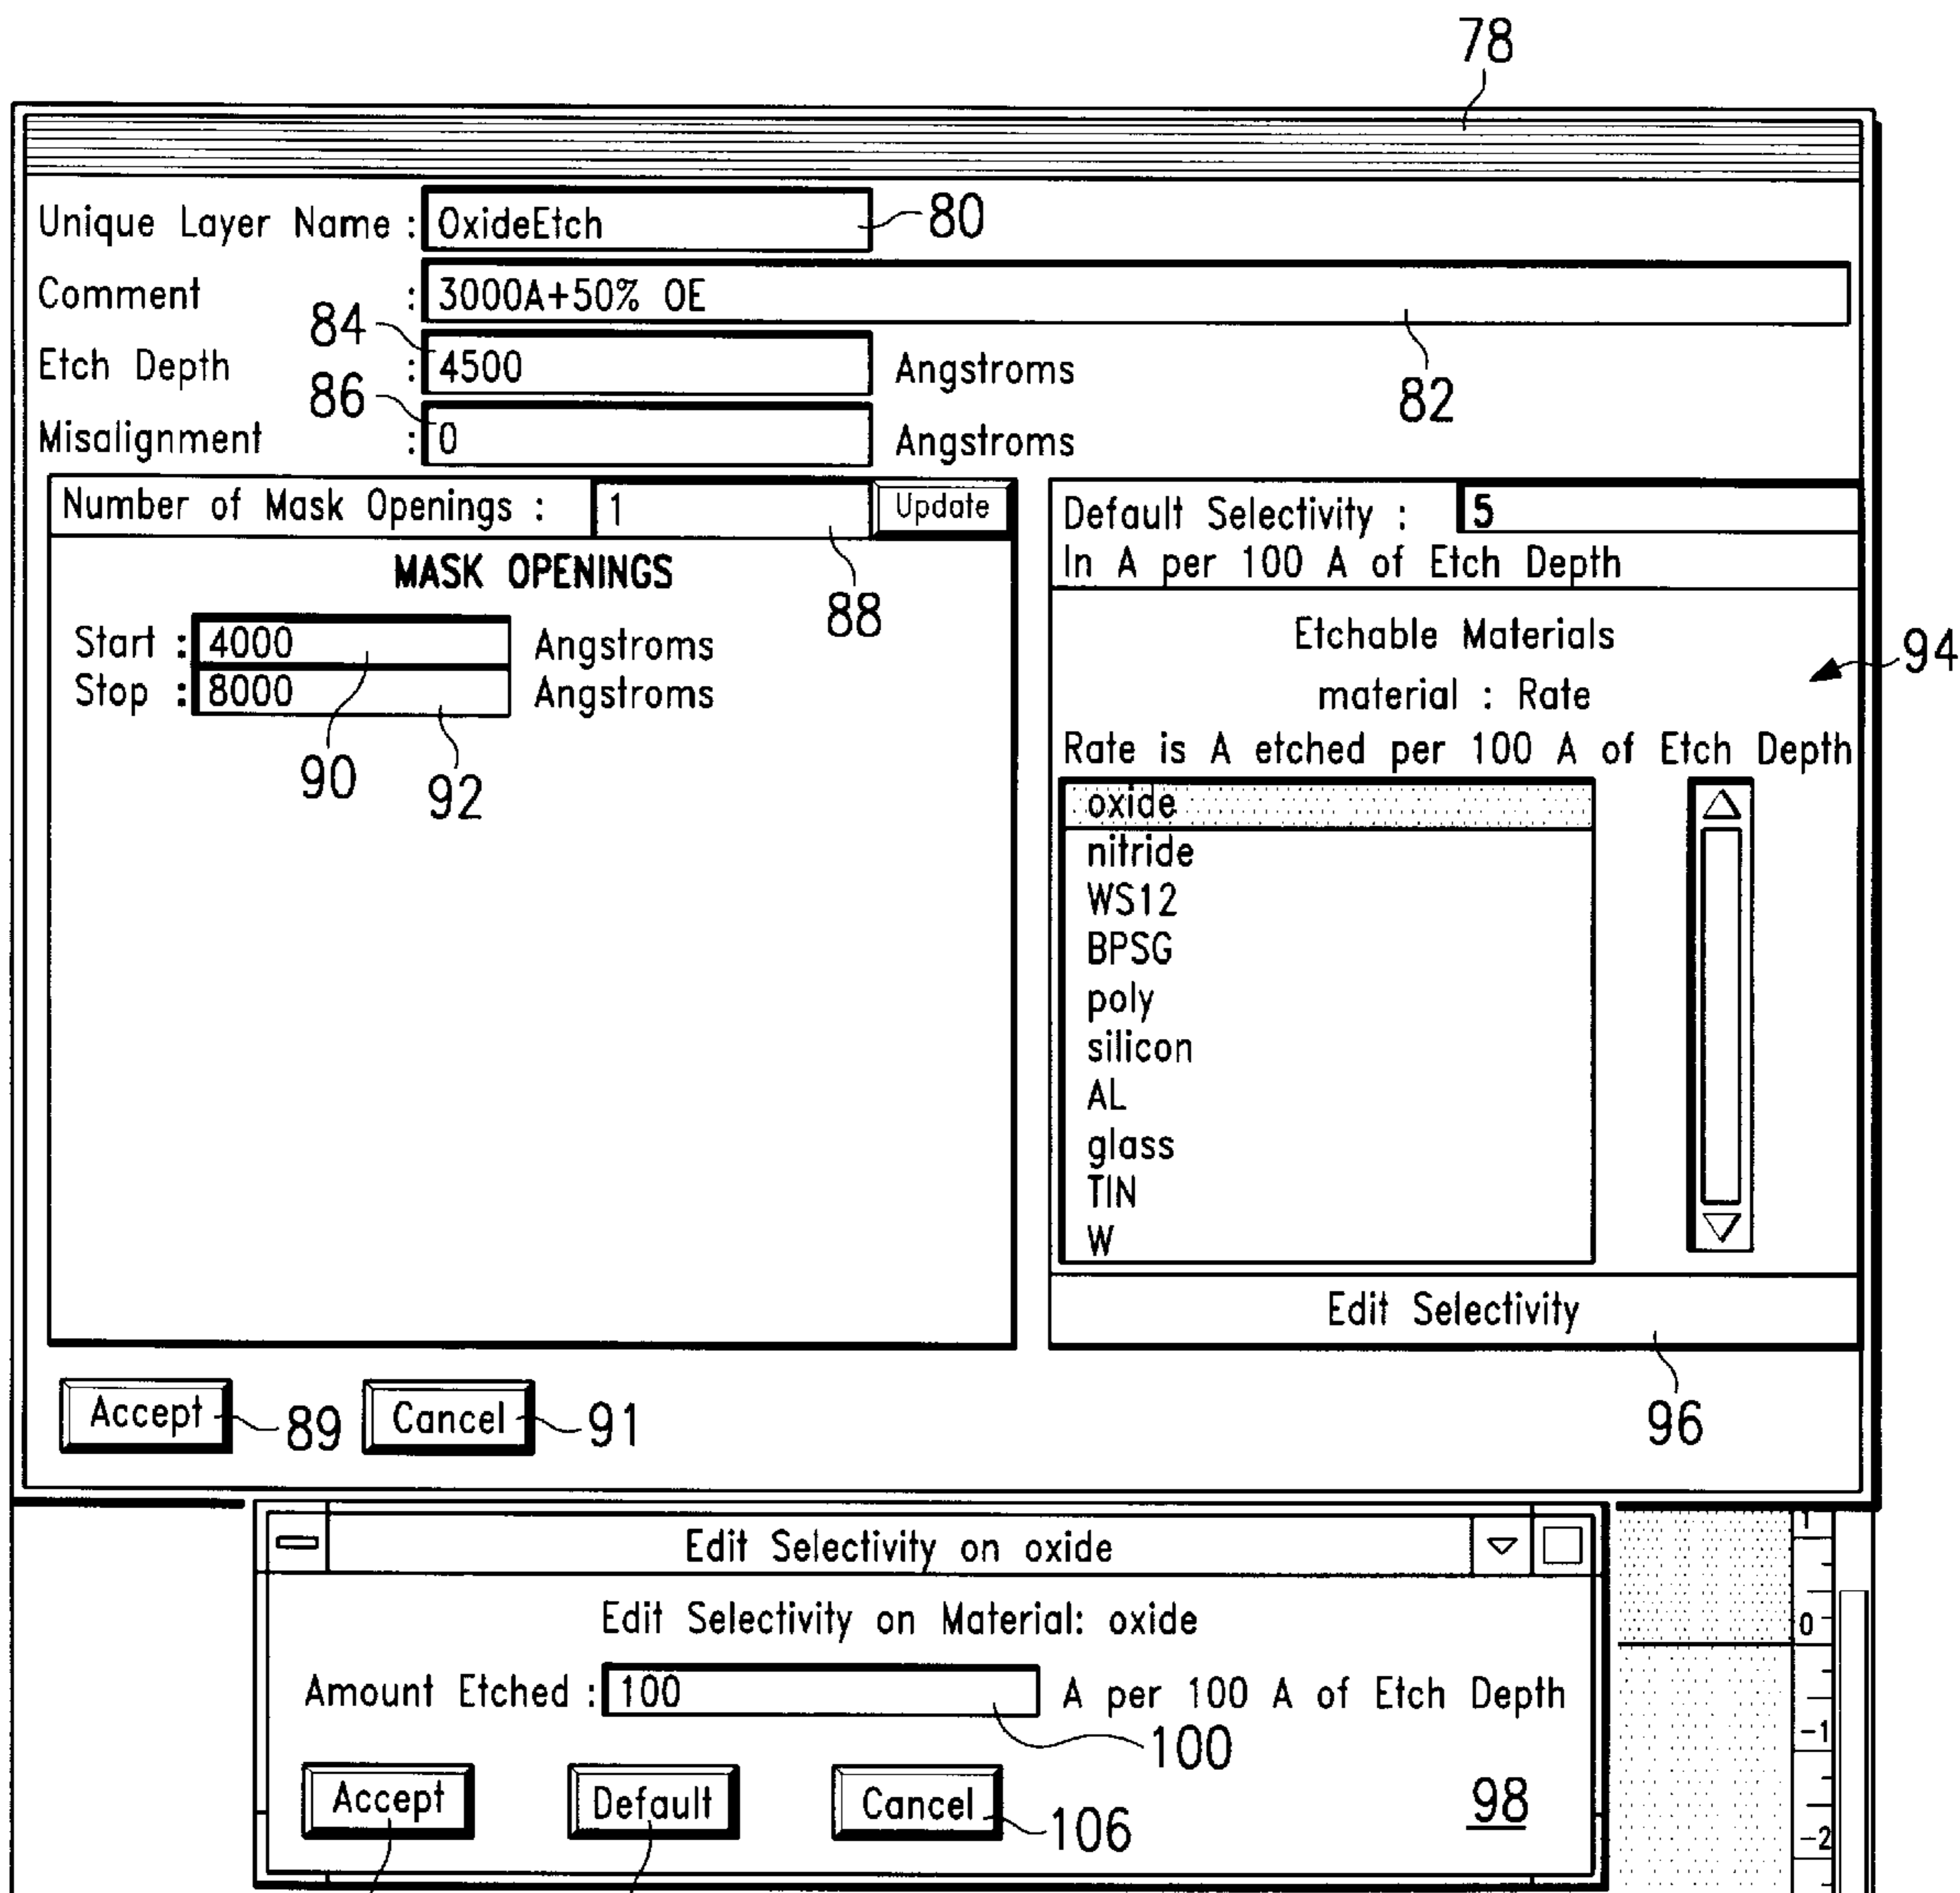 78
Unique Layer Name : OxideEtch 80
Comment : 3000A+50% OE
82
84
Etch Depth : 4500 Angstroms
86
Misalignment : 0 Angstroms
Number of Mask Openings : 1 Update
88
MASK OPENINGS
Start : 4000 Angstroms
Stop : 8000 Angstroms
90
92
Default Selectivity : 5
In A per 100 A of Etch Depth
Etchable Materials
94
material : Rate
Rate is A etched per 100 A of Etch Depth
oxide
nitride
WS12
BPSG
poly
silicon
AL
glass
TIN
W
Edit Selectivity
96
Accept 89 Cancel 91
Edit Selectivity on oxide
Edit Selectivity on Material: oxide
Amount Etched : 100 A per 100 A of Etch Depth
100
Accept Default Cancel 106
98
0
-1
-2